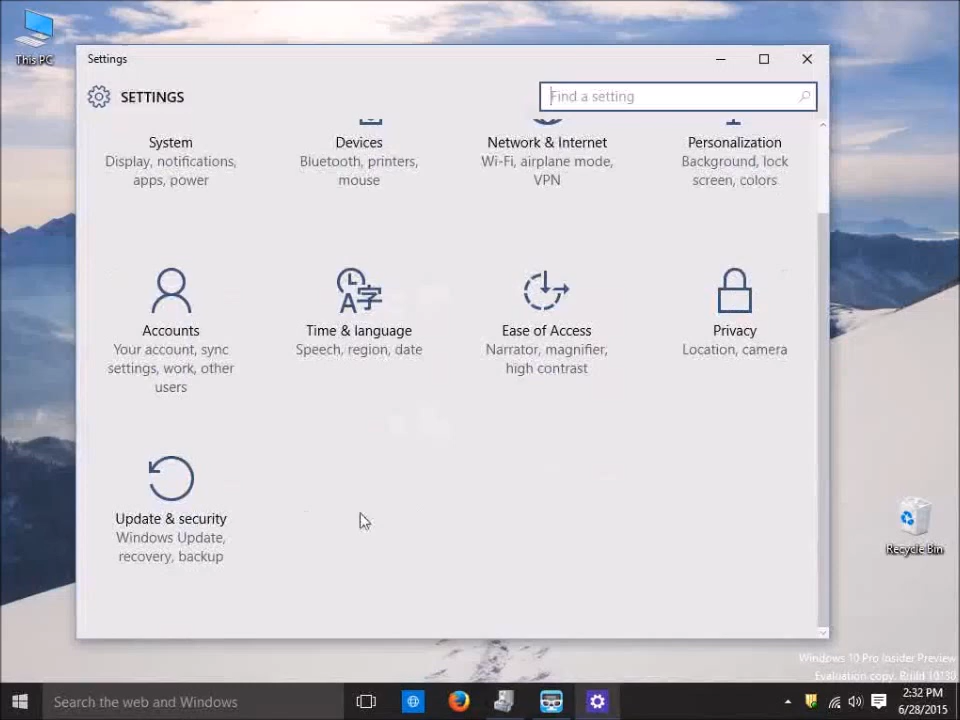 This PC
Settings
SETTINGS
Find a setting
System
Display, notifications,
apps, power
Devices
Bluetooth, printers,
mouse
Network & Internet
Wi-Fi, airplane mode,
VPN
Personalization
Background, lock
screen, colors
Accounts
Your account, sync
settings, work, other
users
Time & language
Speech, region, date
Ease of Access
Narrator, magnifier,
high contrast
Privacy
Location, camera
Update & security
Windows Update,
recovery, backup
Recycle Bin
Windows 10 Pro Insider Preview
Evaluation copy. Build 10130
Search the web and Windows
2:32 PM
6/28/2015